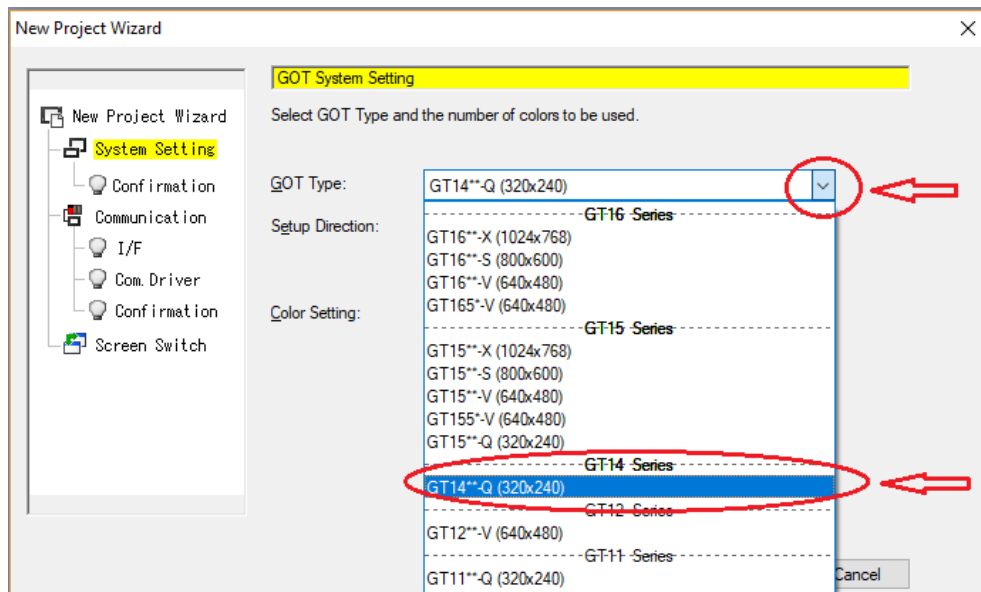 New Project Wizard
New Project Wizard
System Setting
Confirmation
Communication
I/F
Com. Driver
Confirmation
Screen Switch
GOT System Setting
Select GOT Type and the number of colors to be used.
GOT Type:
GT14**-Q (320x240)
Setup Direction:
Color Setting:
GT16 Series
GT16**-X (1024x768)
GT16**-S (800x600)
GT16**-V (640x480)
GT165*-V (640x480)
GT15 Series
GT15**-X (1024x768)
GT15**-S (800x600)
GT15**-V (640x480)
GT155*-V (640x480)
GT15**-Q (320x240)
GT14 Series
GT14**-Q (320x240)
GT12 Series
GT12**-V (640x480)
GT11 Series
GT11**-Q (320x240)
Cancel